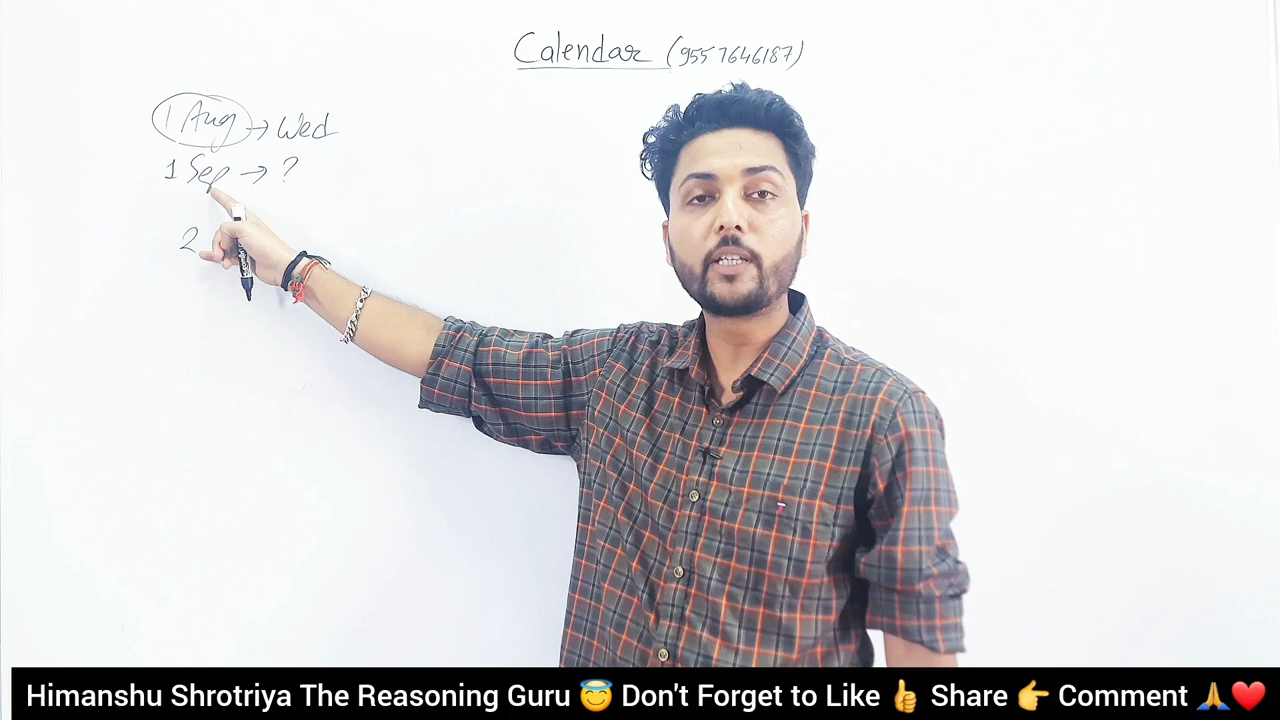 Calendar (9557646187)
1 Aug → Wed
1 Sep → ?
2
Himanshu Shrotriya The Reasoning Guru 😇 Don't Forget to Like 👍 Share 👉 Comment 🙏❤️